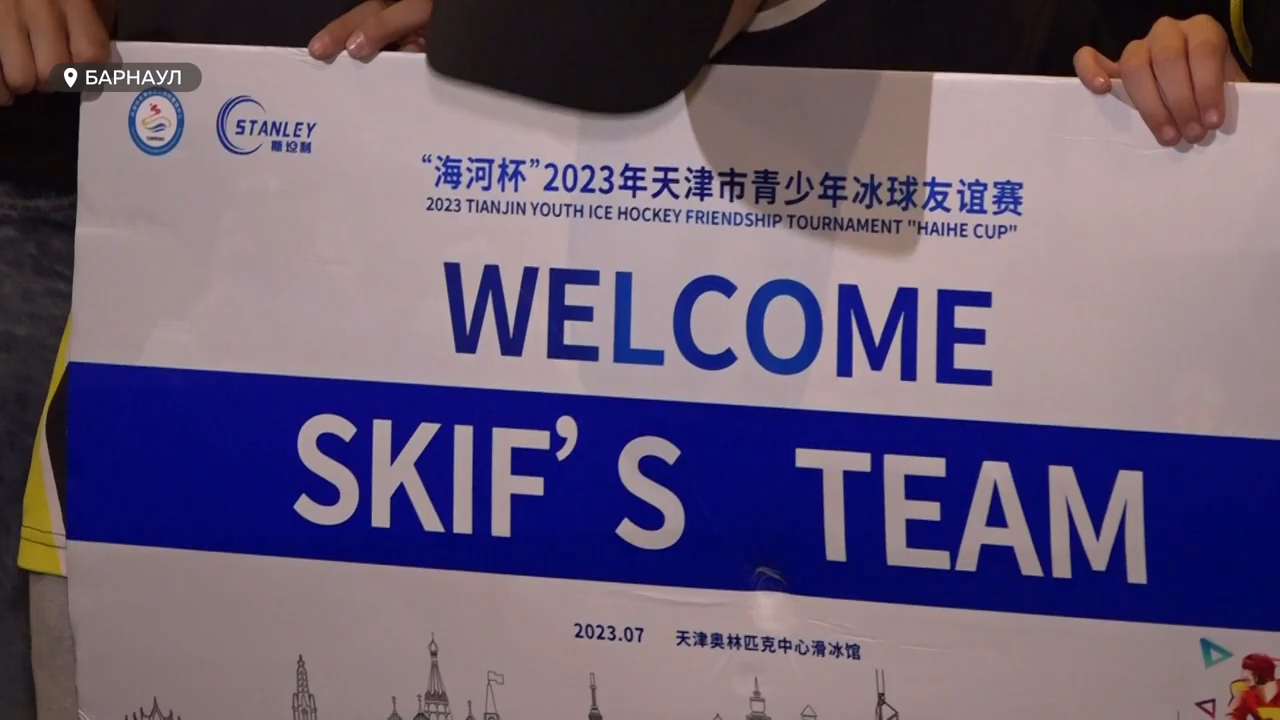 БАРНАУЛ
STANLEY
斯坦利
“海河杯”2023年天津市青少年冰球友谊赛
2023 TIANJIN YOUTH ICE HOCKEY FRIENDSHIP TOURNAMENT "HAIHE CUP"
WELCOME
SKIF’S TEAM
2023.07 天津奥林匹克中心滑冰馆